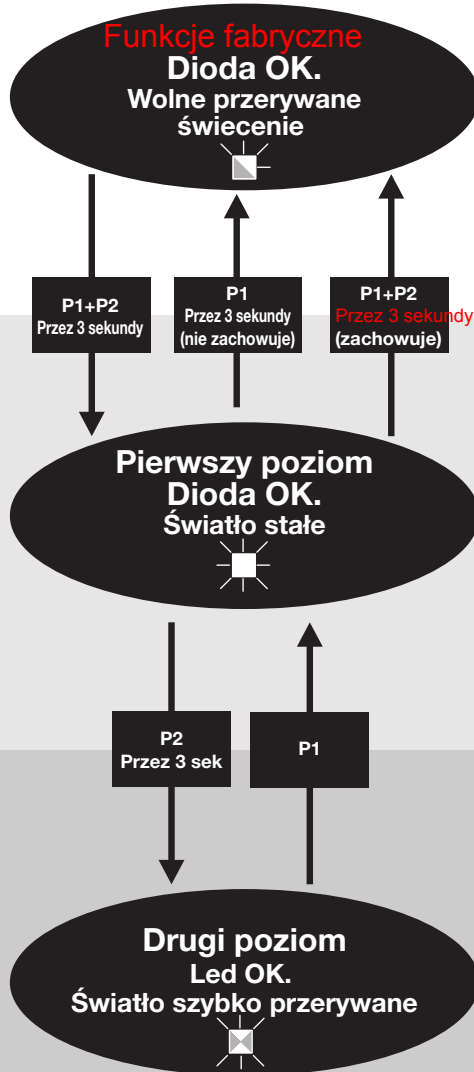 Funkcje fabryczne
Dioda OK.
Wolne przerywane
świecenie
P1+P2
Przez 3 sekundy
P1
Przez 3 sekundy
(nie zachowuje)
P1+P2
Przez 3 sekundy
(zachowuje)
Pierwszy poziom
Dioda OK.
Światło stałe
P2
Przez 3 sek
P1
Drugi poziom
Led OK.
Światło szybko przerywane